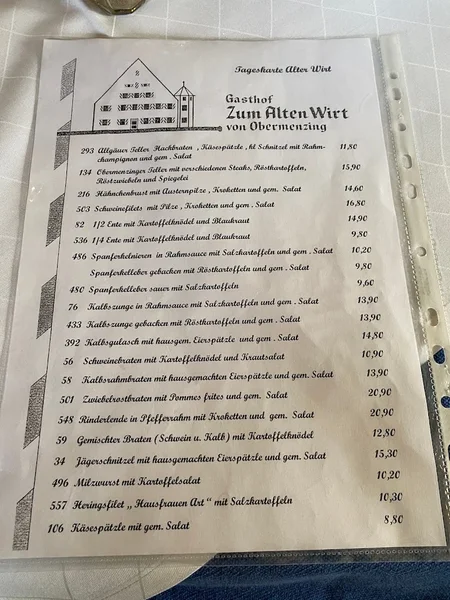 Tageskarte Alter Wirt
Gasthof
Zum Alten Wirt
von Obermenzing
293 Allgäuer Teller Hackbraten , Käsespätzle , kl Schnitzel mit Rahm- 11,80
champignon und gem . Salat
134 Obermenzinger Teller mit verschiedenen Steaks, Röstkartoffeln, 15,90
Röstzwiebeln und Spiegelei
216 Hähnchenbrust mit Austernpilze , Kroketten und gem. Salat 14,60
503 Schweinefilets mit Pilze , Kroketten und gem . Salat 16,80
82 1/2 Ente mit Kartoffelknödel und Blaukraut 14,90
536 1/4 Ente mit Kartoffelknödel und Blaukraut 9,80
486 Spanferkelnieren in Rahmsauce mit Salzkartoffeln und gem . Salat 10,20
Spanferkelleber gebacken mit Röstkartoffeln und gem . Salat 9,80
480 Spanferkelleber sauer mit Salzkartoffeln 9,60
76 Kalbszunge in Rahmsauce mit Salzkartoffeln und gem . Salat 13,90
433 Kalbszunge gebacken mit Röstkartoffeln und gem . Salat 13,90
392 Kalbsgulasch mit hausgem. Eierspätzle und gem . Salat 14,80
56 Schweinebraten mit Kartoffelknödel und Krautsalat 10,90
58 Kalbsrahmbraten mit hausgemachten Eierspätzle und gem. Salat 13,90
501 Zwiebelrostbraten mit Pommes frites und gem. Salat 20,90
548 Rinderlende in Pfefferrahm mit Kroketten und gem. Salat 20,90
59 Gemischter Braten ( Schwein u. Kalb ) mit Kartoffelknödel 12,80
34 Jägerschnitzel mit hausgemachten Eierspätzle und gem. Salat 15,30
496 Milzwurst mit Kartoffelsalat 10,20
557 Heringsfilet „ Hausfrauen Art " mit Salzkartoffeln 10,30
106 Käsespätzle mit gem. Salat 8,80